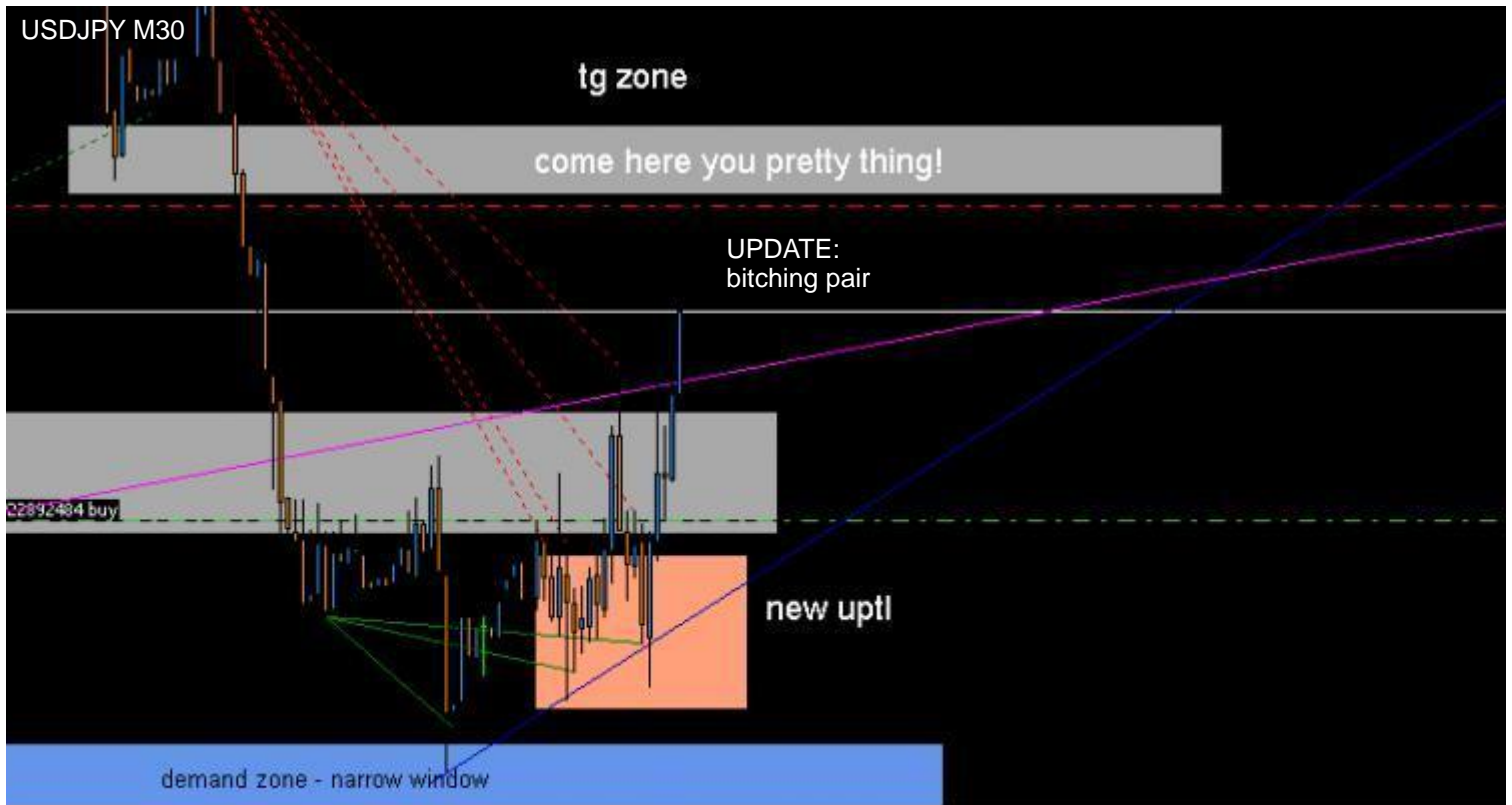 USDJPY M30
tg zone
come here you pretty thing!
UPDATE:
bitching pair
22892484 buy
new uptl
demand zone - narrow window